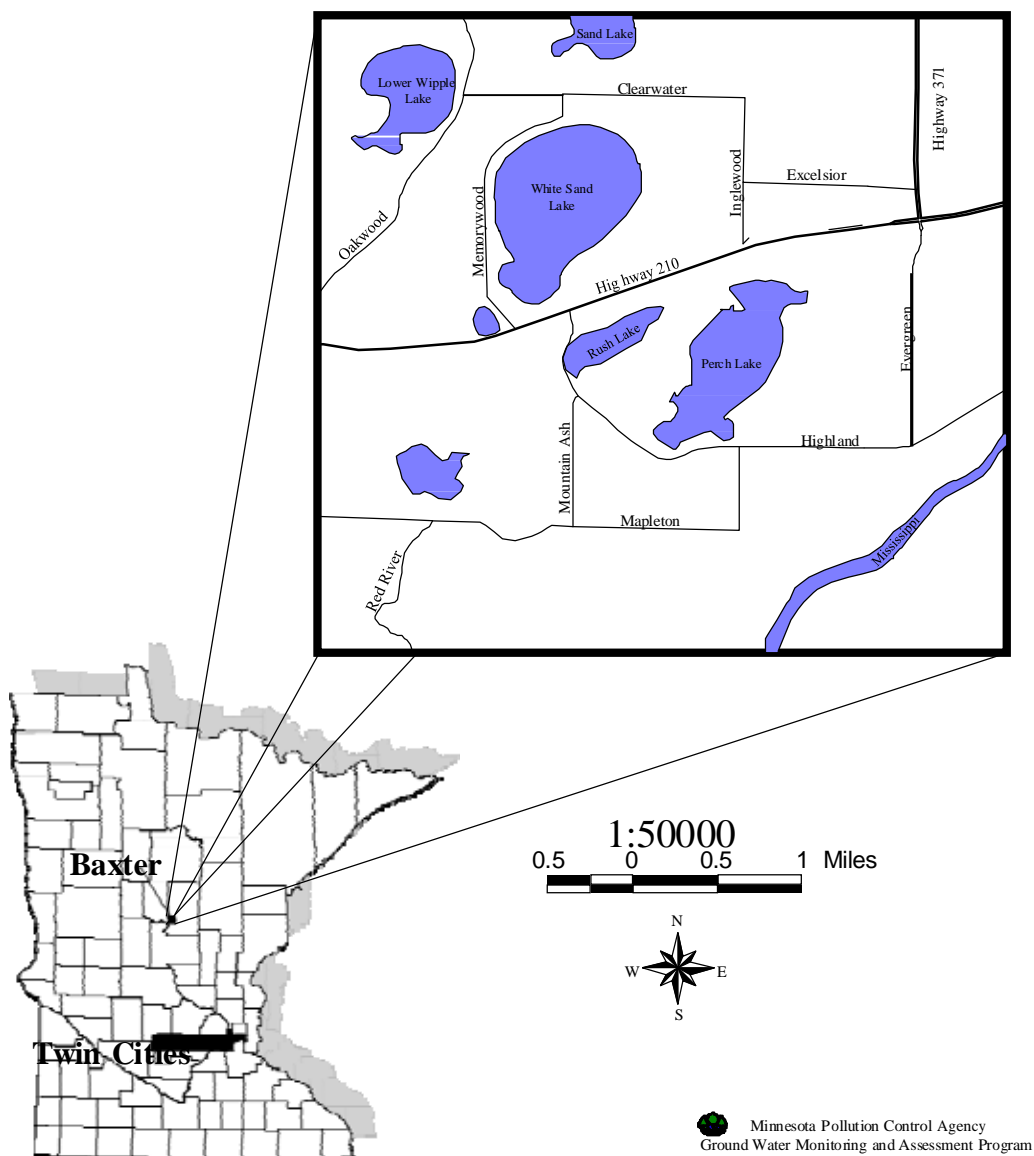 Sand Lake
Lower Wipple
Lake
Clearwater
Highway 371
White Sand
Lake
Memorywood
Inglewood
Excelsior
Oakwood
Hig hway 210
Rush Lake
Perch Lake
Evergreen
Highland
Mountain Ash
Mapleton
Mississippi
Red River
Baxter
Twin Cities
1:50000
0.5 0 0.5 1 Miles
N
W E
S
Minnesota Pollution Control Agency
Ground Water Monitoring and Assessment Program